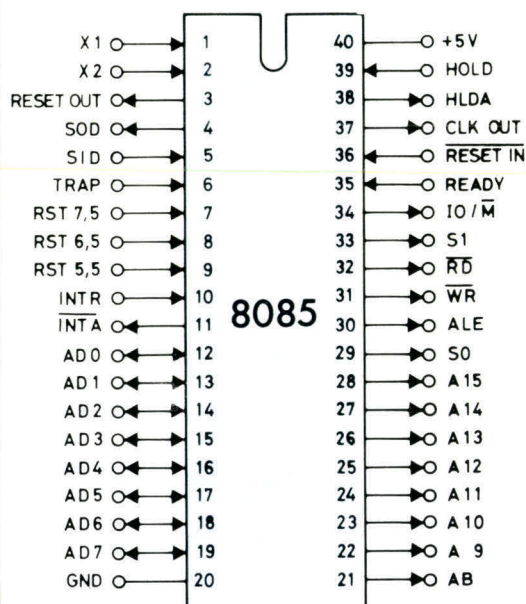 X1 1 40 +5V
X2 2 39 HOLD
RESET OUT 3 38 HLDA
SOD 4 37 CLK OUT
SID 5 36 RESET IN
TRAP 6 35 READY
RST 7,5 7 34 IO/M
RST 6,5 8 33 S1
RST 5,5 9 32 RD
INTR 10 31 WR
INTA 11 8085 30 ALE
AD0 12 29 S0
AD1 13 28 A15
AD2 14 27 A14
AD3 15 26 A13
AD4 16 25 A12
AD5 17 24 A11
AD6 18 23 A10
AD7 19 22 A 9
GND 20 21 AB